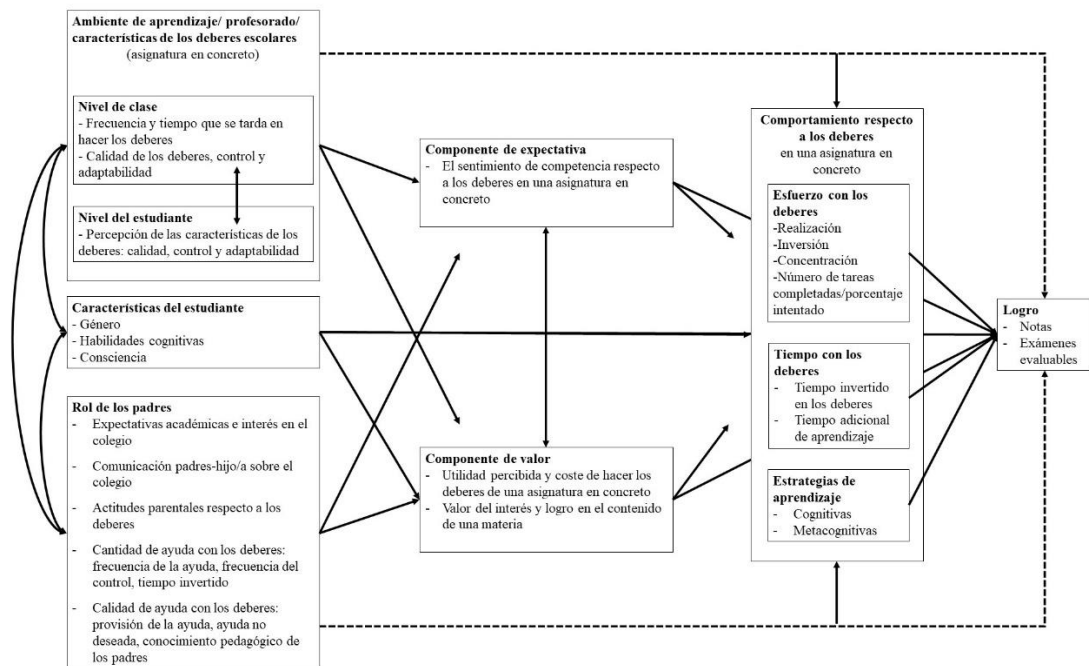 Ambiente de aprendizaje/ profesorado/
características de los deberes escolares
(asignatura en concreto)
Nivel de clase
- Frecuencia y tiempo que se tarda en
hacer los deberes
- Calidad de los deberes, control y
adaptabilidad
Nivel del estudiante
- Percepción de las características de los
deberes: calidad, control y adaptabilidad
Características del estudiante
- Género
- Habilidades cognitivas
- Consciencia
Rol de los padres
- Expectativas académicas e interés en el
colegio
- Comunicación padres-hijo/a sobre el
colegio
- Actitudes parentales respecto a los
deberes
- Cantidad de ayuda con los deberes:
frecuencia de la ayuda, frecuencia del
control, tiempo invertido
- Calidad de ayuda con los deberes:
provisión de la ayuda, ayuda no
deseada, conocimiento pedagógico de
los padres
Componente de expectativa
- El sentimiento de competencia respecto
a los deberes en una asignatura en
concreto
Componente de valor
- Utilidad percibida y coste de hacer los
deberes de una asignatura en concreto
- Valor del interés y logro en el contenido
de una materia
Comportamiento respecto
a los deberes
en una asignatura en
concreto
Esfuerzo con los
deberes
-Realización
-Inversión
-Concentración
-Número de tareas
completadas/porcentaje
intentado
Tiempo con los
deberes
- Tiempo invertido
en los deberes
- Tiempo adicional
de aprendizaje
Estrategias de
aprendizaje
- Cognitivas
- Metacognitivas
Logro
- Notas
- Exámenes
evaluables